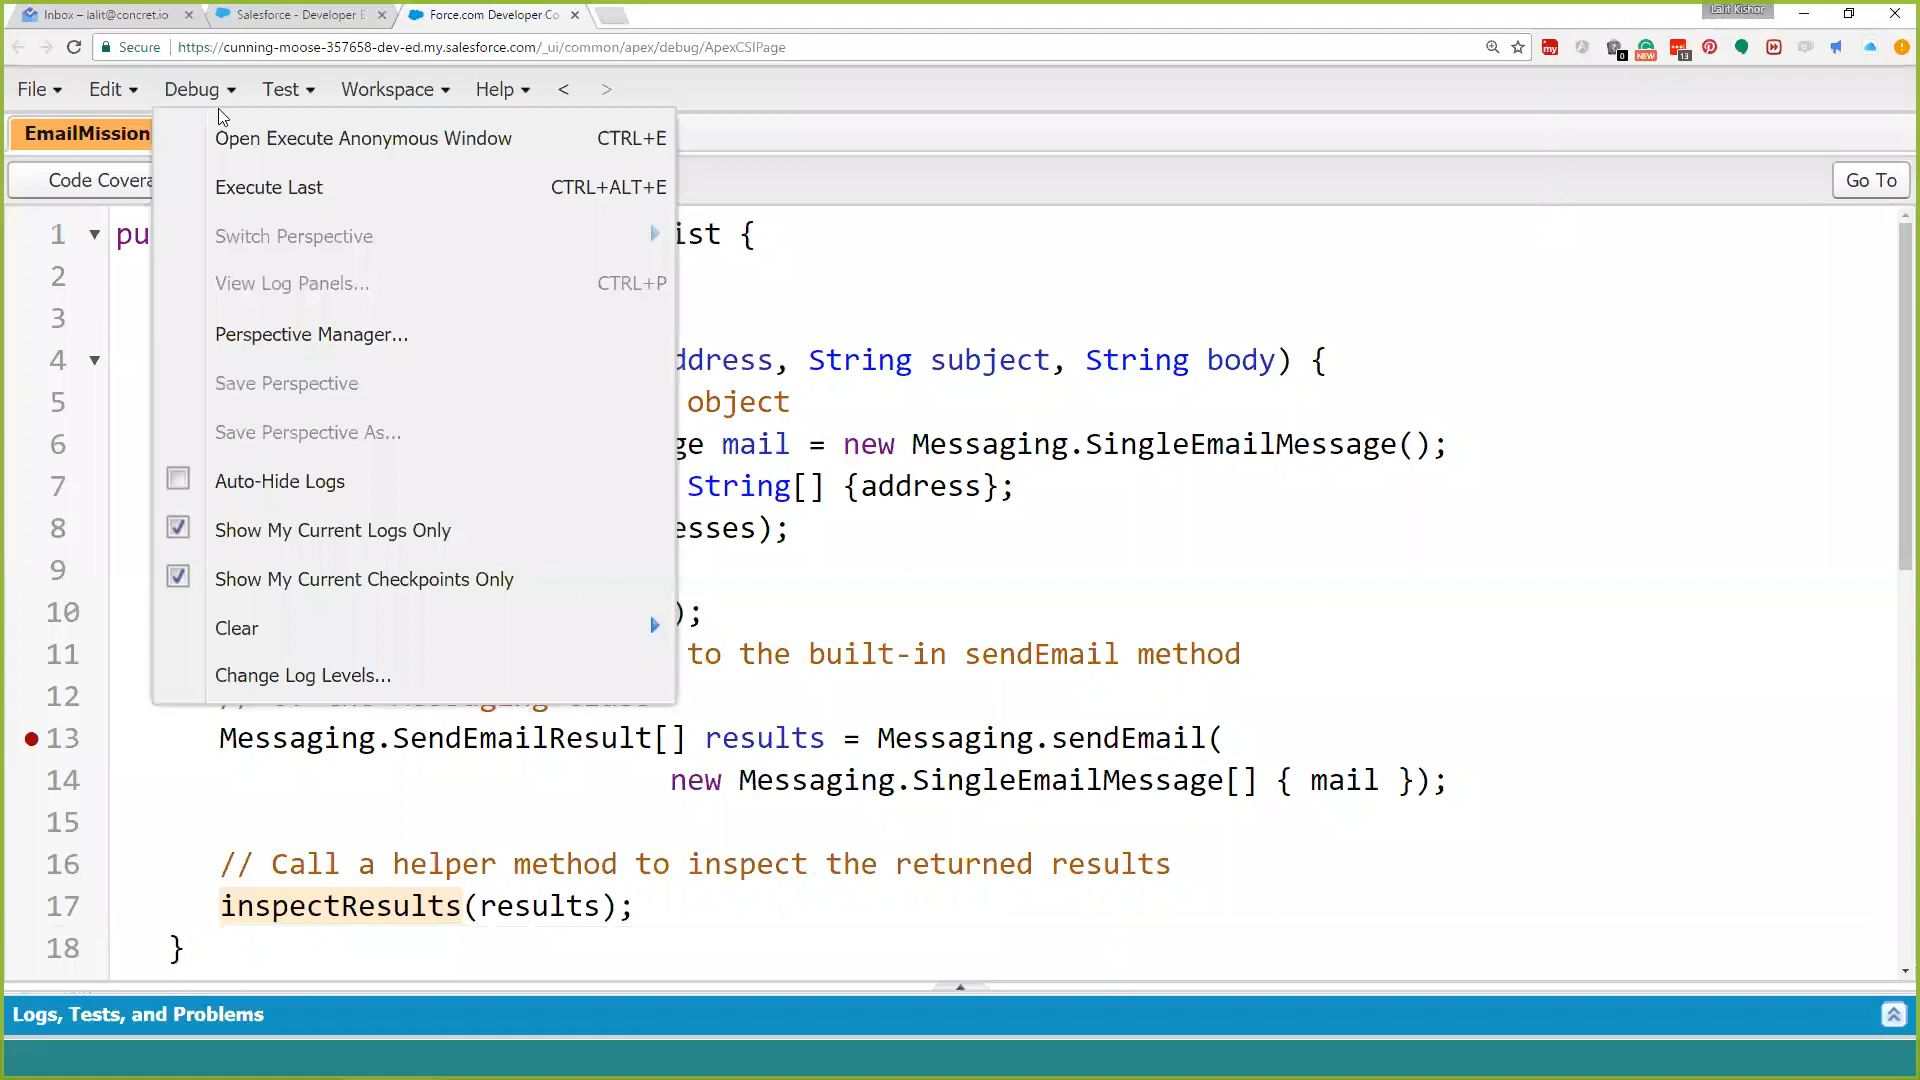 Inbox – lalit@concret.io
Salesforce - Developer E
Force.com Developer Co
Lalit Kishor
Secure
https://cunning-moose-357658-dev-ed.my.salesforce.com/_ui/common/apex/debug/ApexCSIPage
my
0
NEW
13
File
Edit
Debug
Test
Workspace
Help
<
>
EmailMission
Open Execute Anonymous Window CTRL+E
Code Covera
Go To
Execute Last CTRL+ALT+E
Switch Perspective
View Log Panels... CTRL+P
Perspective Manager...
Save Perspective
Save Perspective As...
Auto-Hide Logs
Show My Current Logs Only
Show My Current Checkpoints Only
Clear
Change Log Levels...
1 pu ist {
2
3
4 ddress, String subject, String body) {
5 object
6 ge mail = new Messaging.SingleEmailMessage();
7 String[] {address};
8 esses);
9
10 );
11 to the built-in sendEmail method
12
13 Messaging.SendEmailResult[] results = Messaging.sendEmail(
14 new Messaging.SingleEmailMessage[] { mail });
15
16 // Call a helper method to inspect the returned results
17 inspectResults(results);
18 }
Logs, Tests, and Problems